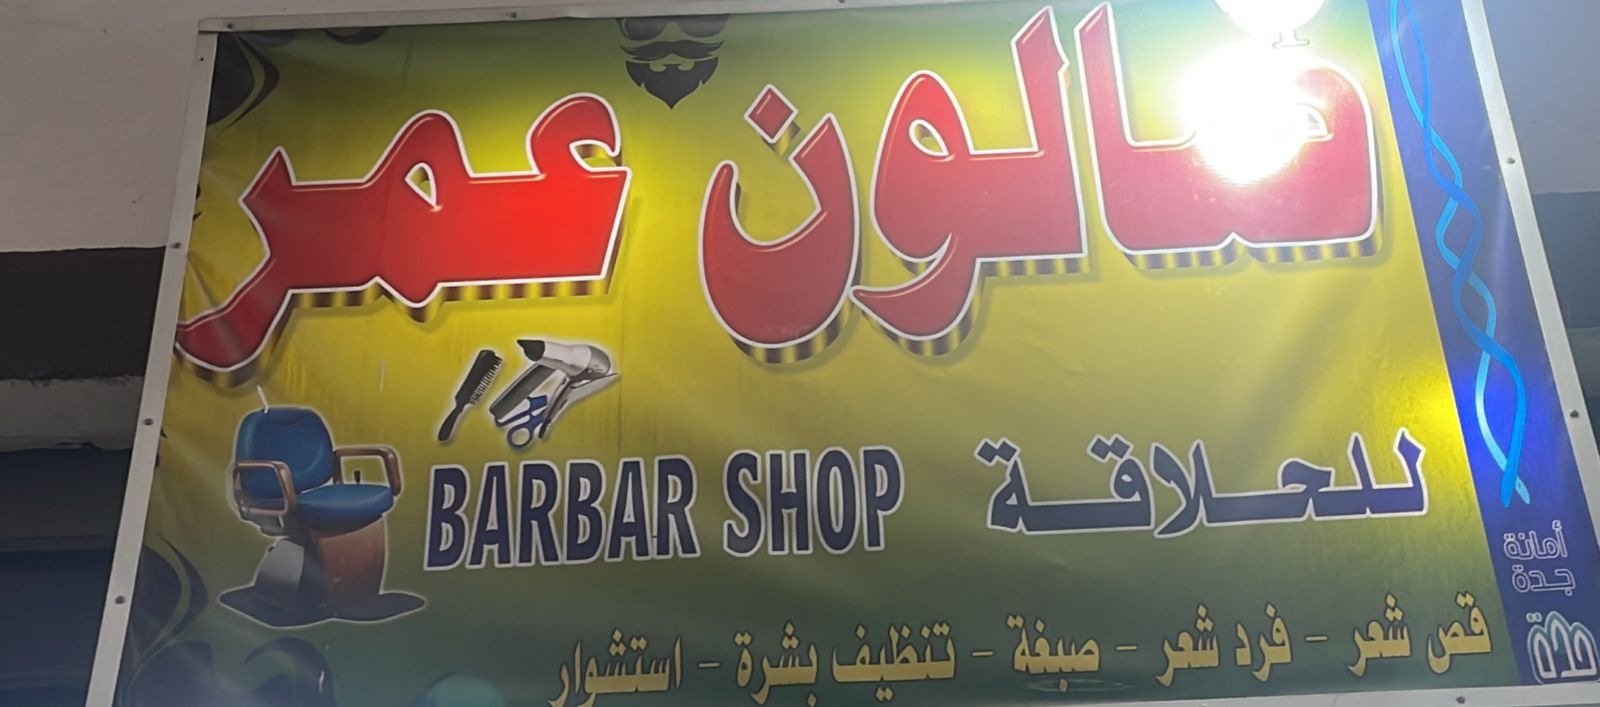 صالون عمر
للحلاقة BARBAR SHOP
قص شعر - فرد شعر - صبغة - تنظيف بشرة - استشوار
أمانة
جدة